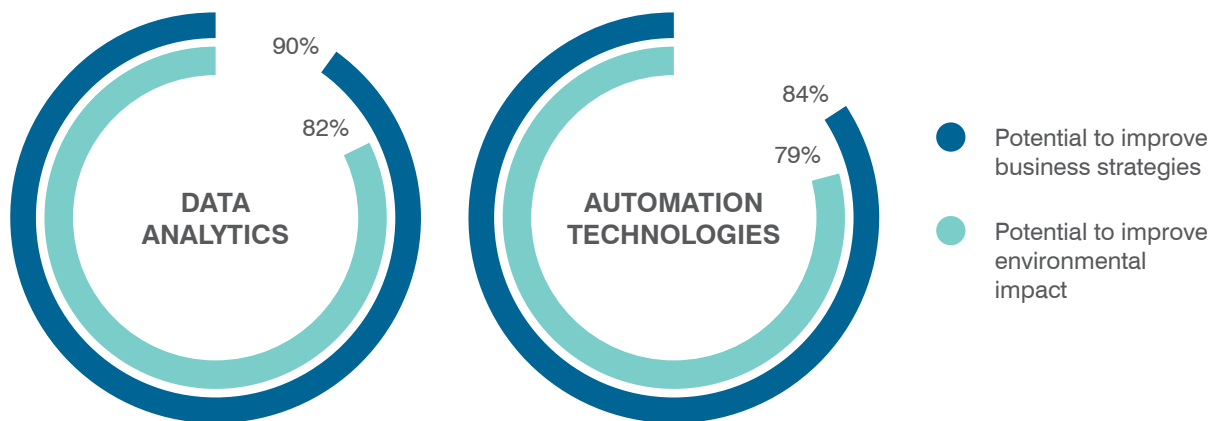 90%
82%
DATA
ANALYTICS
84%
79%
AUTOMATION
TECHNOLOGIES
Potential to improve
business strategies
Potential to improve
environmental
impact